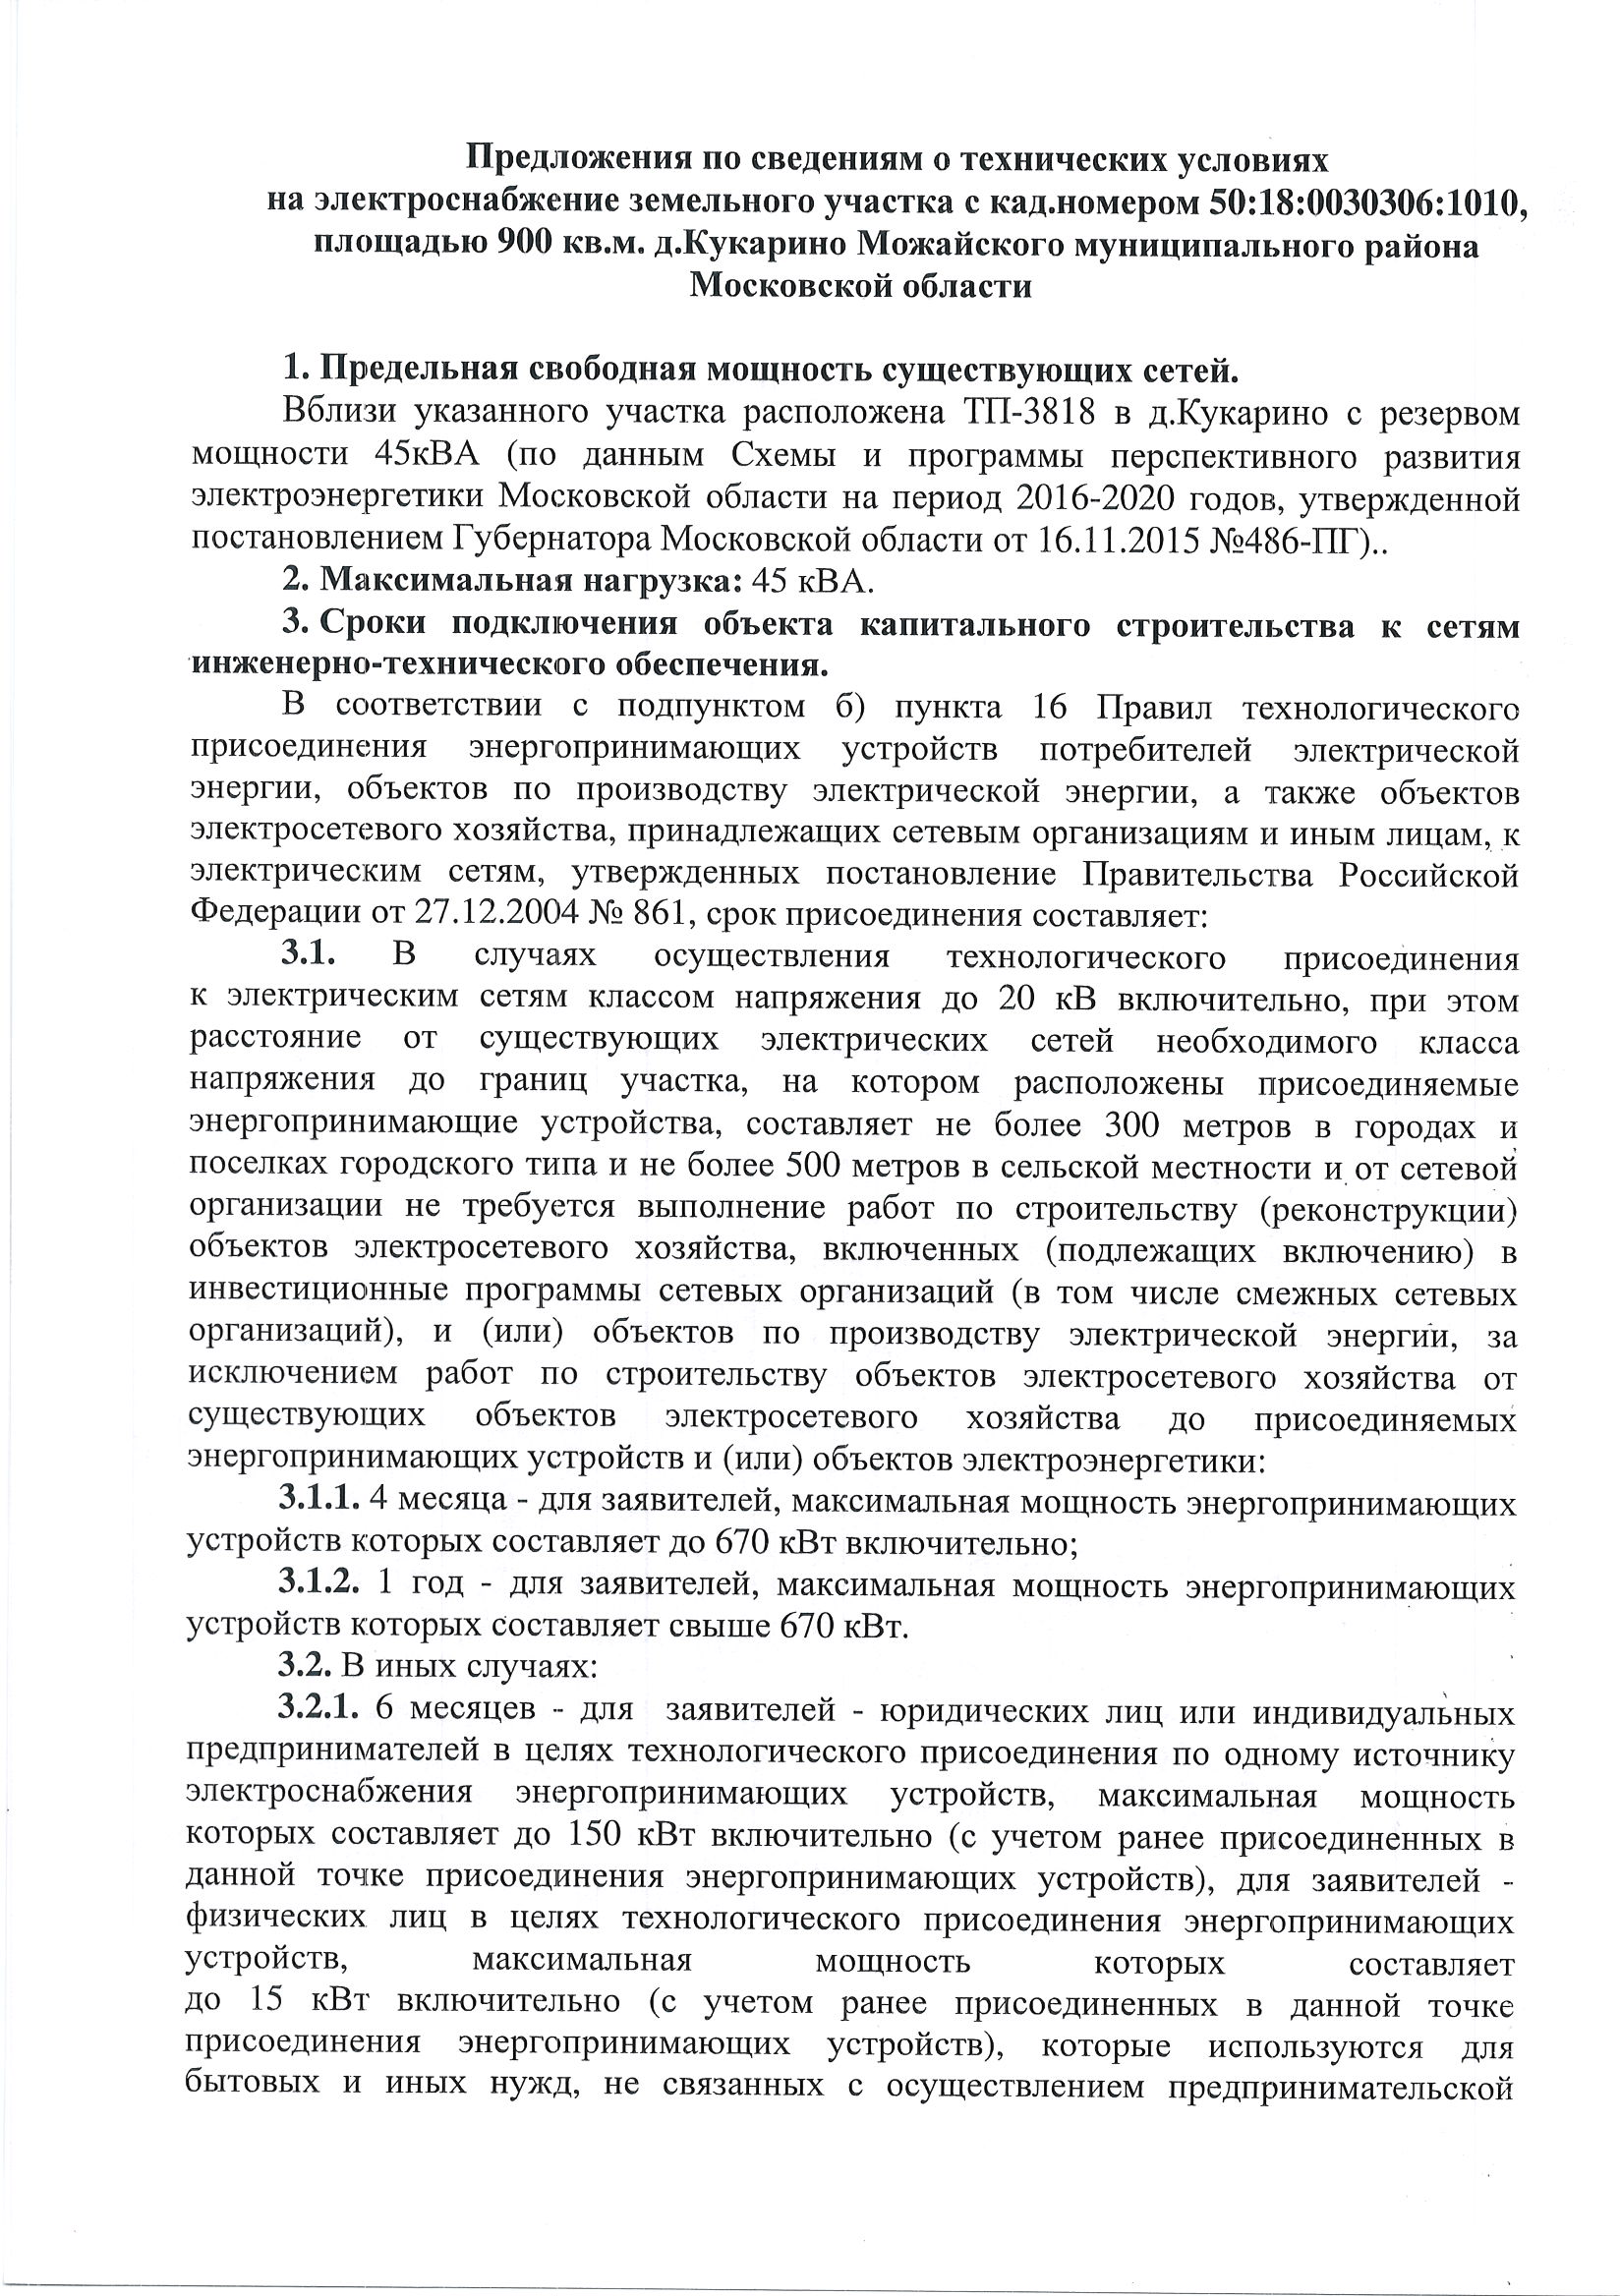 Предложения по сведениям о технических условиях
на электроснабжение земельного участка с кад.номером 50:18:0030306:1010,
площадью 900 кв.м. д.Кукарино Можайского муниципального района
Московской области
1. Предельная свободная мощность существующих сетей.
Вблизи указанного участка расположена ТП-3818 в д.Кукарино с резервом
мощности 45кВА (по данным Схемы и программы перспективного развития
электроэнергетики Московской области на период 2016-2020 годов, утвержденной
постановлением Губернатора Московской области от 16.11.2015 №486-ПГ)..
2. Максимальная нагрузка: 45 кВА.
3. Сроки подключения объекта капитального строительства к сетям
инженерно-технического обеспечения.
В соответствии с подпунктом б) пункта 16 Правил технологического
присоединения энергопринимающих устройств потребителей электрической
энергии, объектов по производству электрической энергии, а также объектов
электросетевого хозяйства, принадлежащих сетевым организациям и иным лицам, к
электрическим сетям, утвержденных постановление Правительства Российской
Федерации от 27.12.2004 № 861, срок присоединения составляет:
3.1. В случаях осуществления технологического присоединения
к электрическим сетям классом напряжения до 20 кВ включительно, при этом
расстояние от существующих электрических сетей необходимого класса
напряжения до границ участка, на котором расположены присоединяемые
энергопринимающие устройства, составляет не более 300 метров в городах и
поселках городского типа и не более 500 метров в сельской местности и от сетевой
организации не требуется выполнение работ по строительству (реконструкции)
объектов электросетевого хозяйства, включенных (подлежащих включению) в
инвестиционные программы сетевых организаций (в том числе смежных сетевых
организаций), и (или) объектов по производству электрической энергии, за
исключением работ по строительству объектов электросетевого хозяйства от
существующих объектов электросетевого хозяйства до присоединяемых
энергопринимающих устройств и (или) объектов электроэнергетики:
3.1.1. 4 месяца - для заявителей, максимальная мощность энергопринимающих
устройств которых составляет до 670 кВт включительно;
3.1.2. 1 год - для заявителей, максимальная мощность энергопринимающих
устройств которых составляет свыше 670 кВт.
3.2. В иных случаях:
3.2.1. 6 месяцев - для заявителей - юридических лиц или индивидуальных
предпринимателей в целях технологического присоединения по одному источнику
электроснабжения энергопринимающих устройств, максимальная мощность
которых составляет до 150 кВт включительно (с учетом ранее присоединенных в
данной точке присоединения энергопринимающих устройств), для заявителей -
физических лиц в целях технологического присоединения энергопринимающих
устройств, максимальная мощность которых составляет
до 15 кВт включительно (с учетом ранее присоединенных в данной точке
присоединения энергопринимающих устройств), которые используются для
бытовых и иных нужд, не связанных с осуществлением предпринимательской